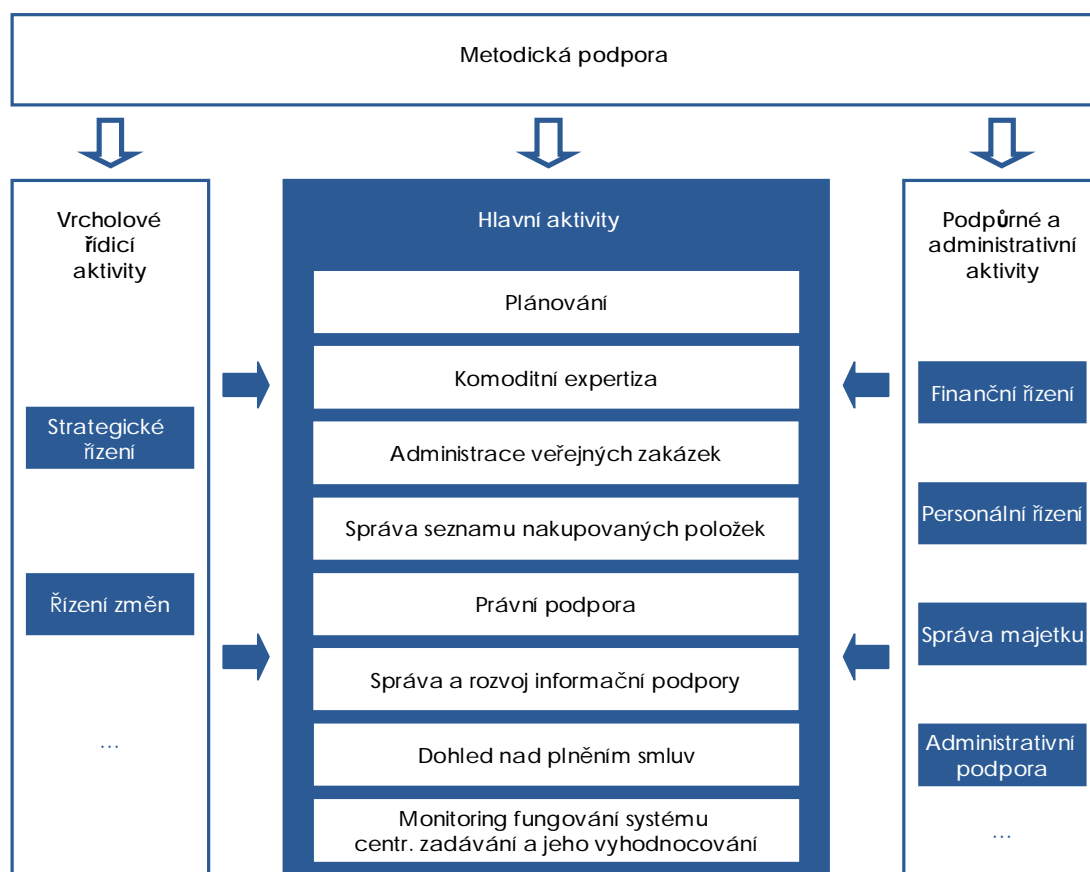 Metodická podpora
Vrcholové
řídicí
aktivity
Strategické
řízení
Řízení změn
...
Hlavní aktivity
Plánování
Komoditní expertiza
Administrace veřejných zakázek
Správa seznamu nakupovaných položek
Právní podpora
Správa a rozvoj informační podpory
Dohled nad plněním smluv
Monitoring fungování systému
centr. zadávání a jeho vyhodnocování
Podpůrné a
administrativní
aktivity
Finanční řízení
Personální řízení
Správa majetku
Administrativní
podpora
...